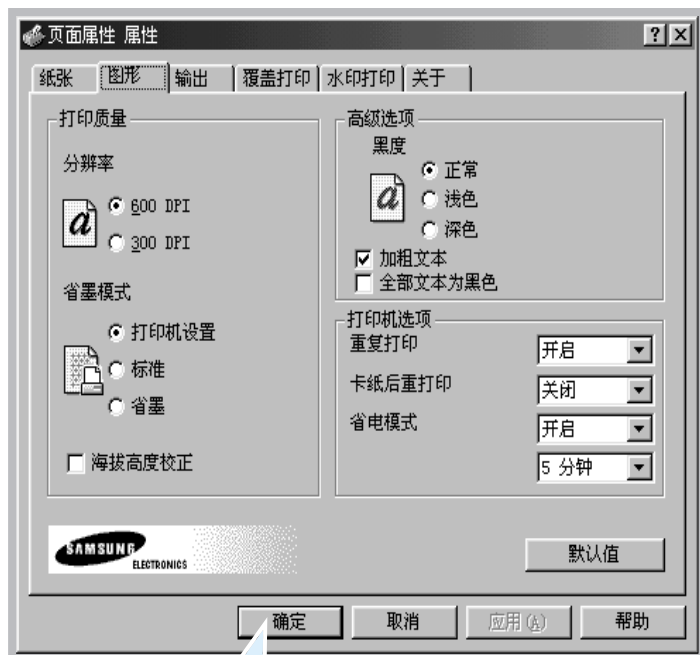 页面属性 属性
纸张 图形 输出 覆盖打印 水印打印 关于
打印质量
分辨率
600 DPI
300 DPI
省墨模式
打印机设置
标准
省墨
海拔高度校正
高级选项
黑度
正常
浅色
深色
加粗文本
全部文本为黑色
打印机选项
重复打印 开启
卡纸后重打印 关闭
省电模式 开启
5 分钟
SAMSUNG
ELECTRONICS
默认值
确定 取消 应用(A) 帮助